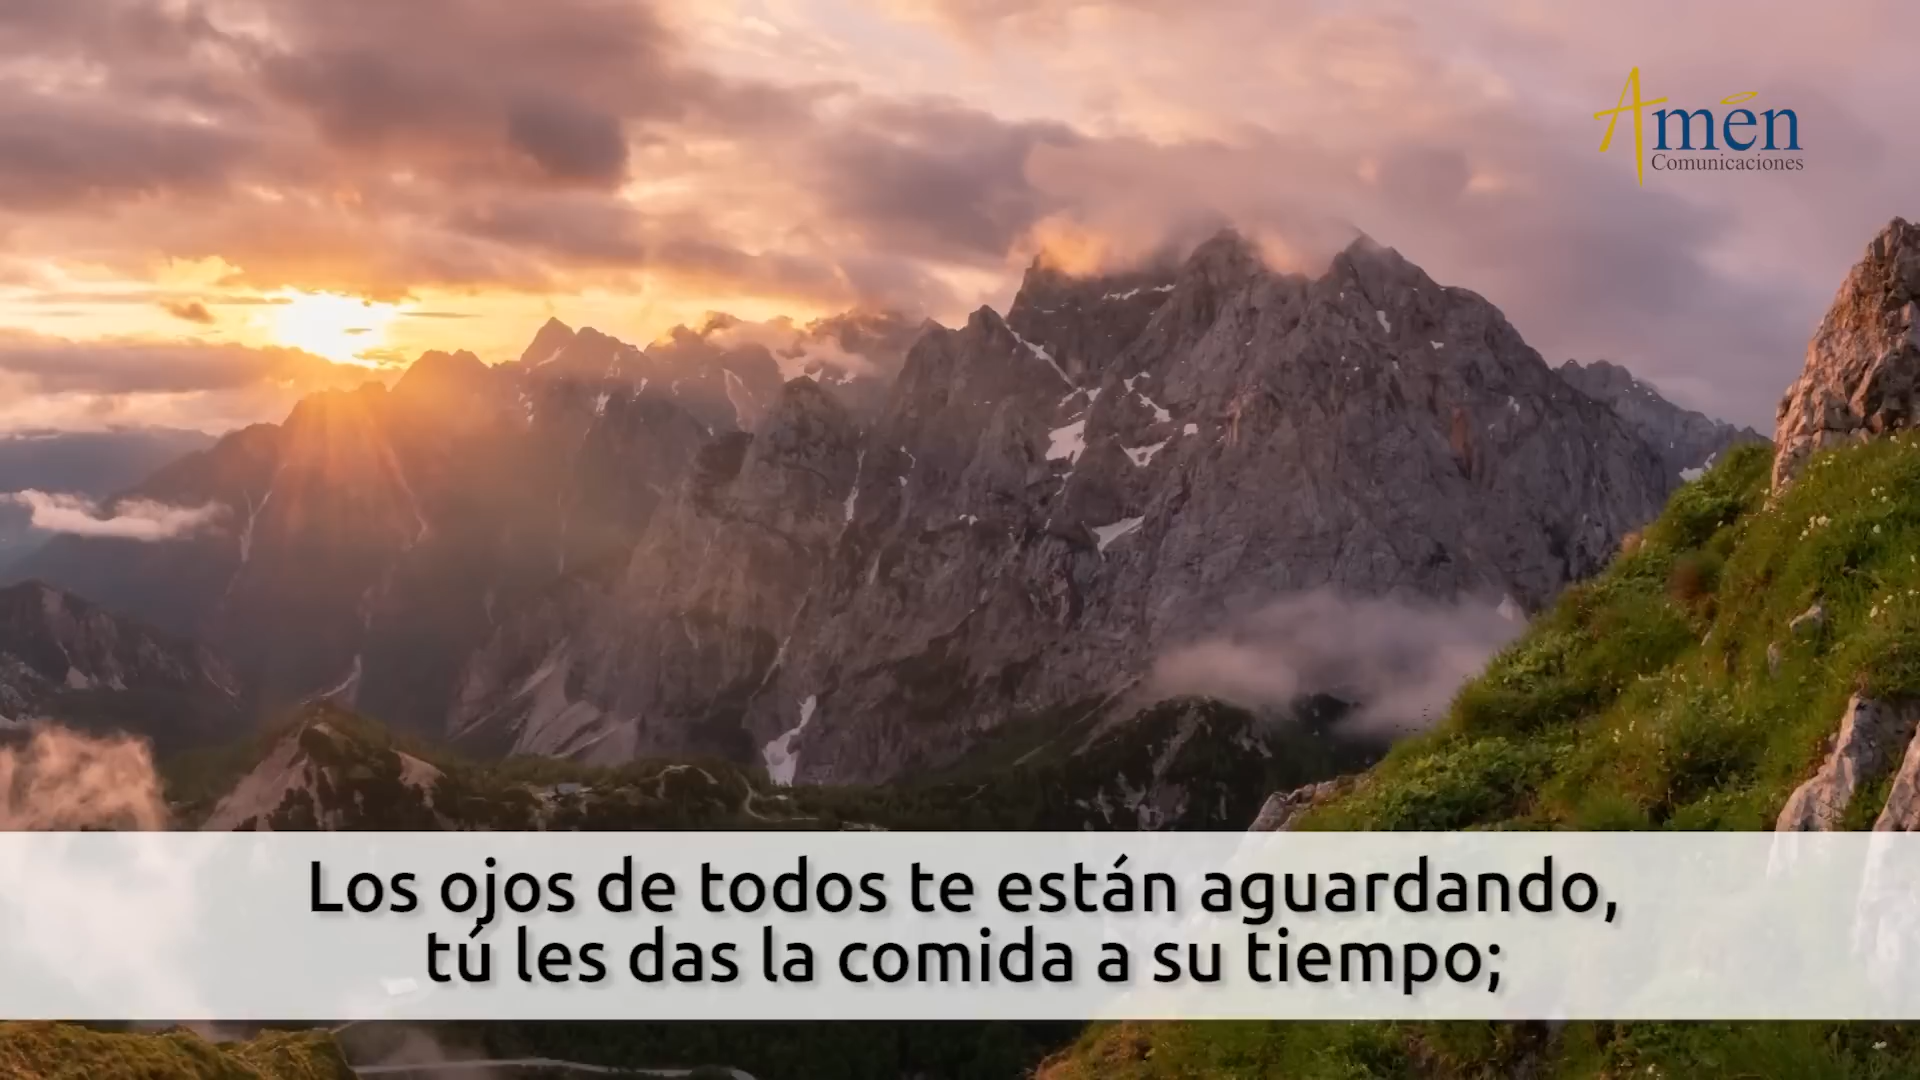 Amén
Comunicaciones
Los ojos de todos te están aguardando,
tú les das la comida a su tiempo;